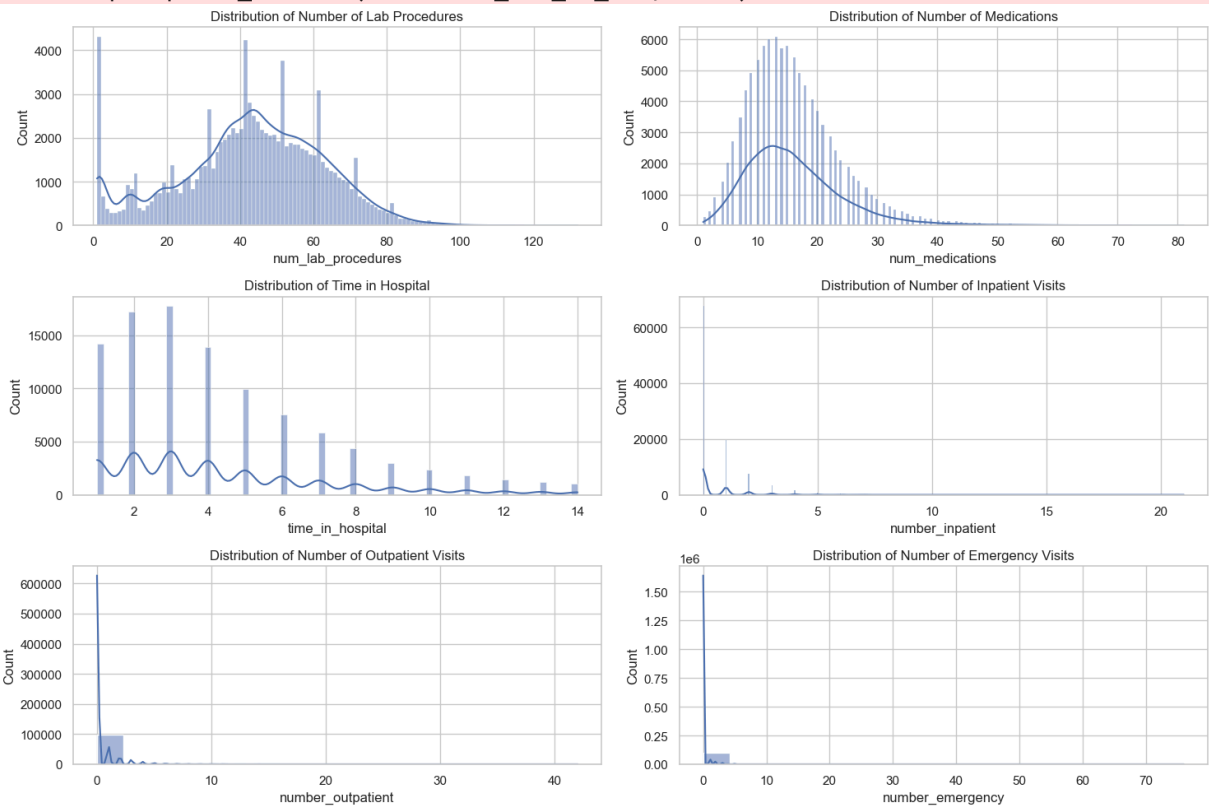 Distribution of Number of Lab Procedures
4000
3000
2000
1000
0
Count
0 20 40 60 80 100 120
num_lab_procedures
Distribution of Number of Medications
6000
5000
4000
3000
2000
1000
0
Count
0 10 20 30 40 50 60 70 80
num_medications
Distribution of Time in Hospital
15000
10000
5000
0
Count
2 4 6 8 10 12 14
time_in_hospital
Distribution of Number of Inpatient Visits
60000
40000
20000
0
Count
0 5 10 15 20
number_inpatient
Distribution of Number of Outpatient Visits
600000
500000
400000
300000
200000
100000
0
Count
0 10 20 30 40
number_outpatient
Distribution of Number of Emergency Visits
1e6
1.50
1.25
1.00
0.75
0.50
0.25
0.00
Count
0 10 20 30 40 50 60 70
number_emergency